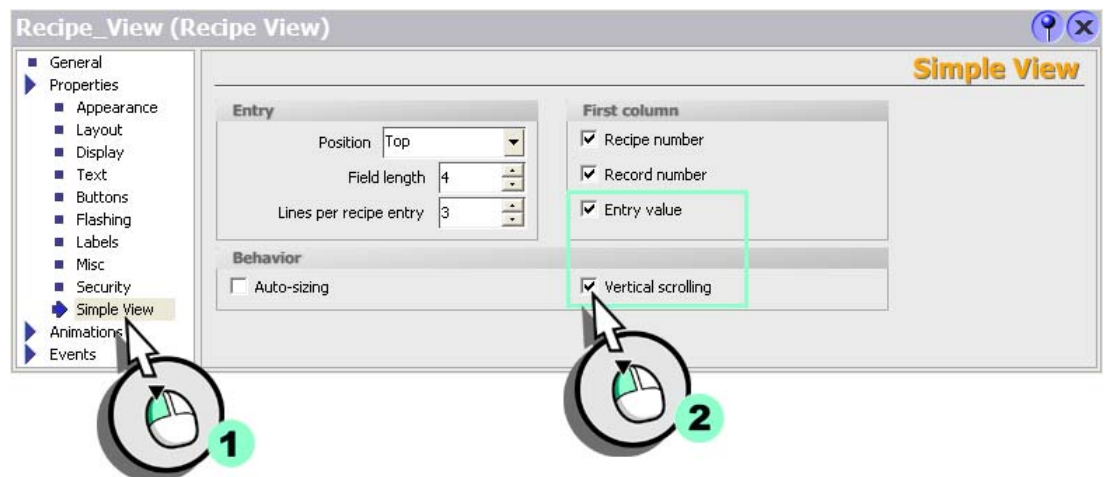 Recipe_View (Recipe View)
General
Properties
Appearance
Layout
Display
Text
Buttons
Flashing
Labels
Misc
Security
Simple View
Animations
Events
Simple View
Entry
Position Top
Field length 4
Lines per recipe entry 3
First column
Recipe number
Record number
Entry value
Behavior
Auto-sizing
Vertical scrolling
1
2